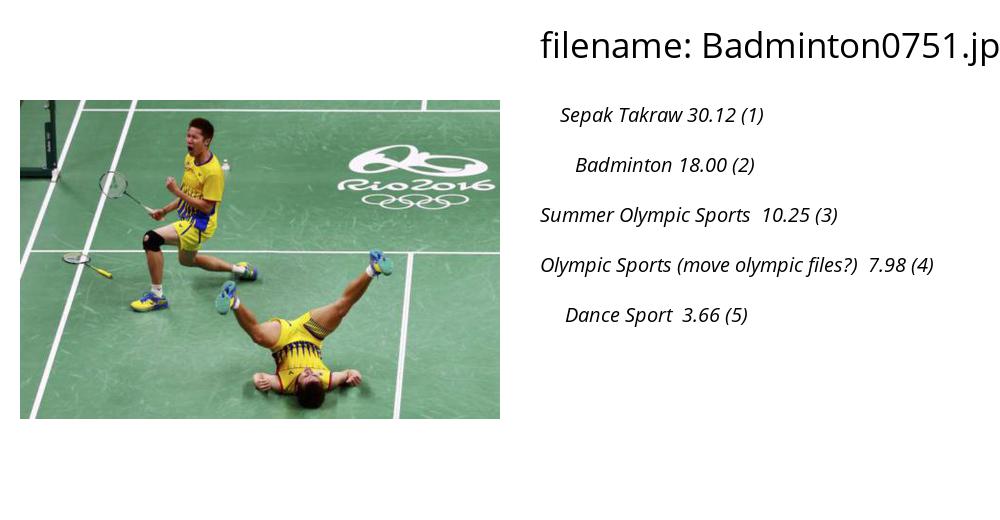 filename: Badminton0751.jp
Sepak Takraw 30.12 (1)
Badminton 18.00 (2)
Summer Olympic Sports 10.25 (3)
Olympic Sports (move olympic files?) 7.98 (4)
Dance Sport 3.66 (5)
Rio2016